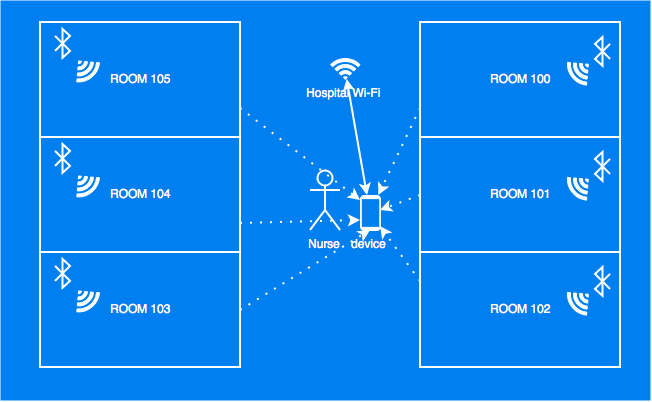 ROOM 105
Hospital Wi-Fi
ROOM 100
ROOM 104
ROOM 101
Nurse. device
ROOM 103
ROOM 102